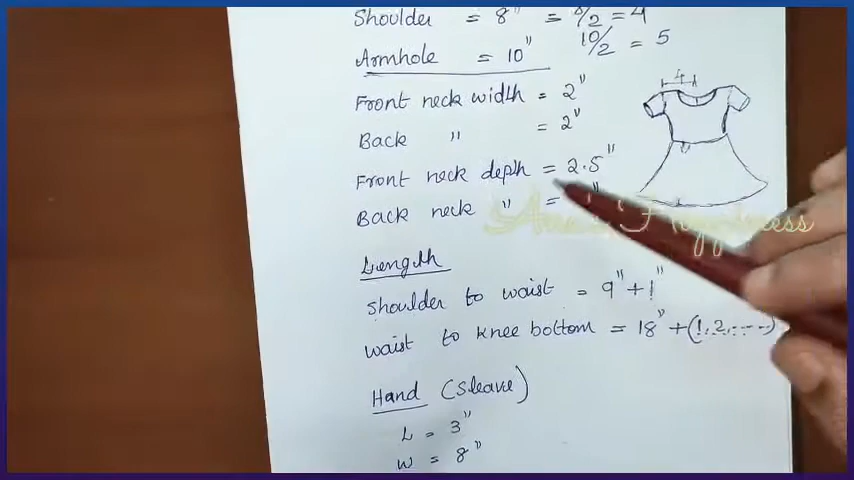 Shoulder = 8" = 8/2 = 4
Armhole = 10" 10/2 = 5
Front neck width = 2"
4
Back " = 2"
Front neck depth = 2.5"
Back neck " = "
Length
Shoulder to waist = 9" + 1"
waist to knee bottom = 18" + (1,2,----)
Hand (Sleave)
L = 3"
W = 8"